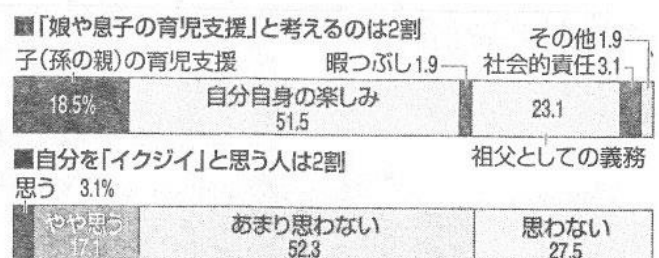 ■「娘や息子の育児支援」と考えるのは2割
その他1.9
子(孫の親)の育児支援
暇つぶし1.9
社会的責任3.1
18.5%
自分自身の楽しみ
51.5
23.1
祖父としての義務
■自分を「イクジイ」と思う人は2割
思う 3.1%
やや思う
17.1
あまり思わない
52.3
思わない
27.5